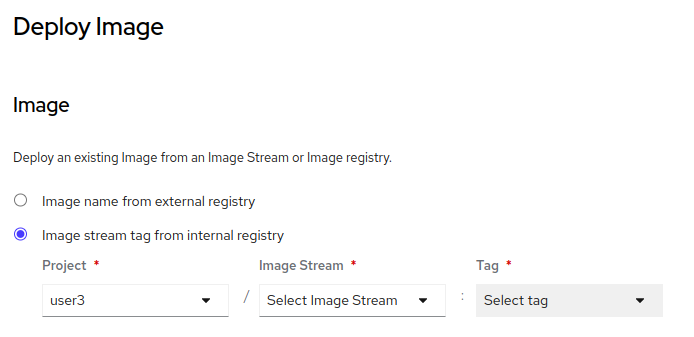 Deploy Image
Image
Deploy an existing Image from an Image Stream or Image registry.
Image name from external registry
Image stream tag from internal registry
Project * Image Stream * Tag *
user3 / Select Image Stream : Select tag